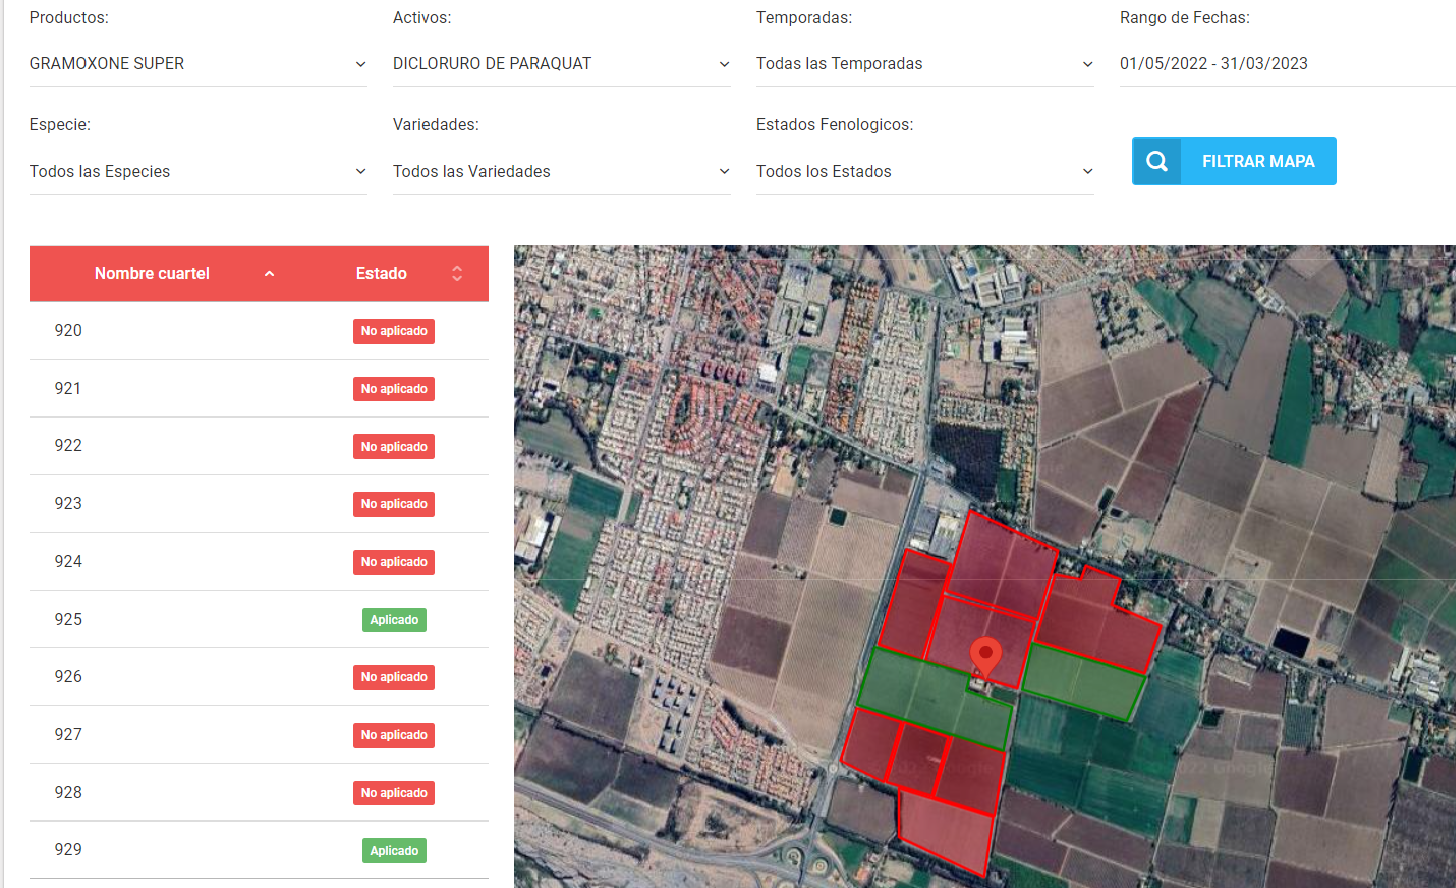 Productos:
Activos:
Temporadas:
Rango de Fechas:
GRAMOXONE SUPER
DICLORURO DE PARAQUAT
Todas las Temporadas
01/05/2022 - 31/03/2023
Especie:
Variedades:
Estados Fenologicos:
Todos las Especies
Todos las Variedades
Todos los Estados
FILTRAR MAPA
Nombre cuartel
Estado
920
No aplicado
921
No aplicado
922
No aplicado
923
No aplicado
924
No aplicado
925
Aplicado
926
No aplicado
927
No aplicado
928
No aplicado
929
Aplicado
Google
Google